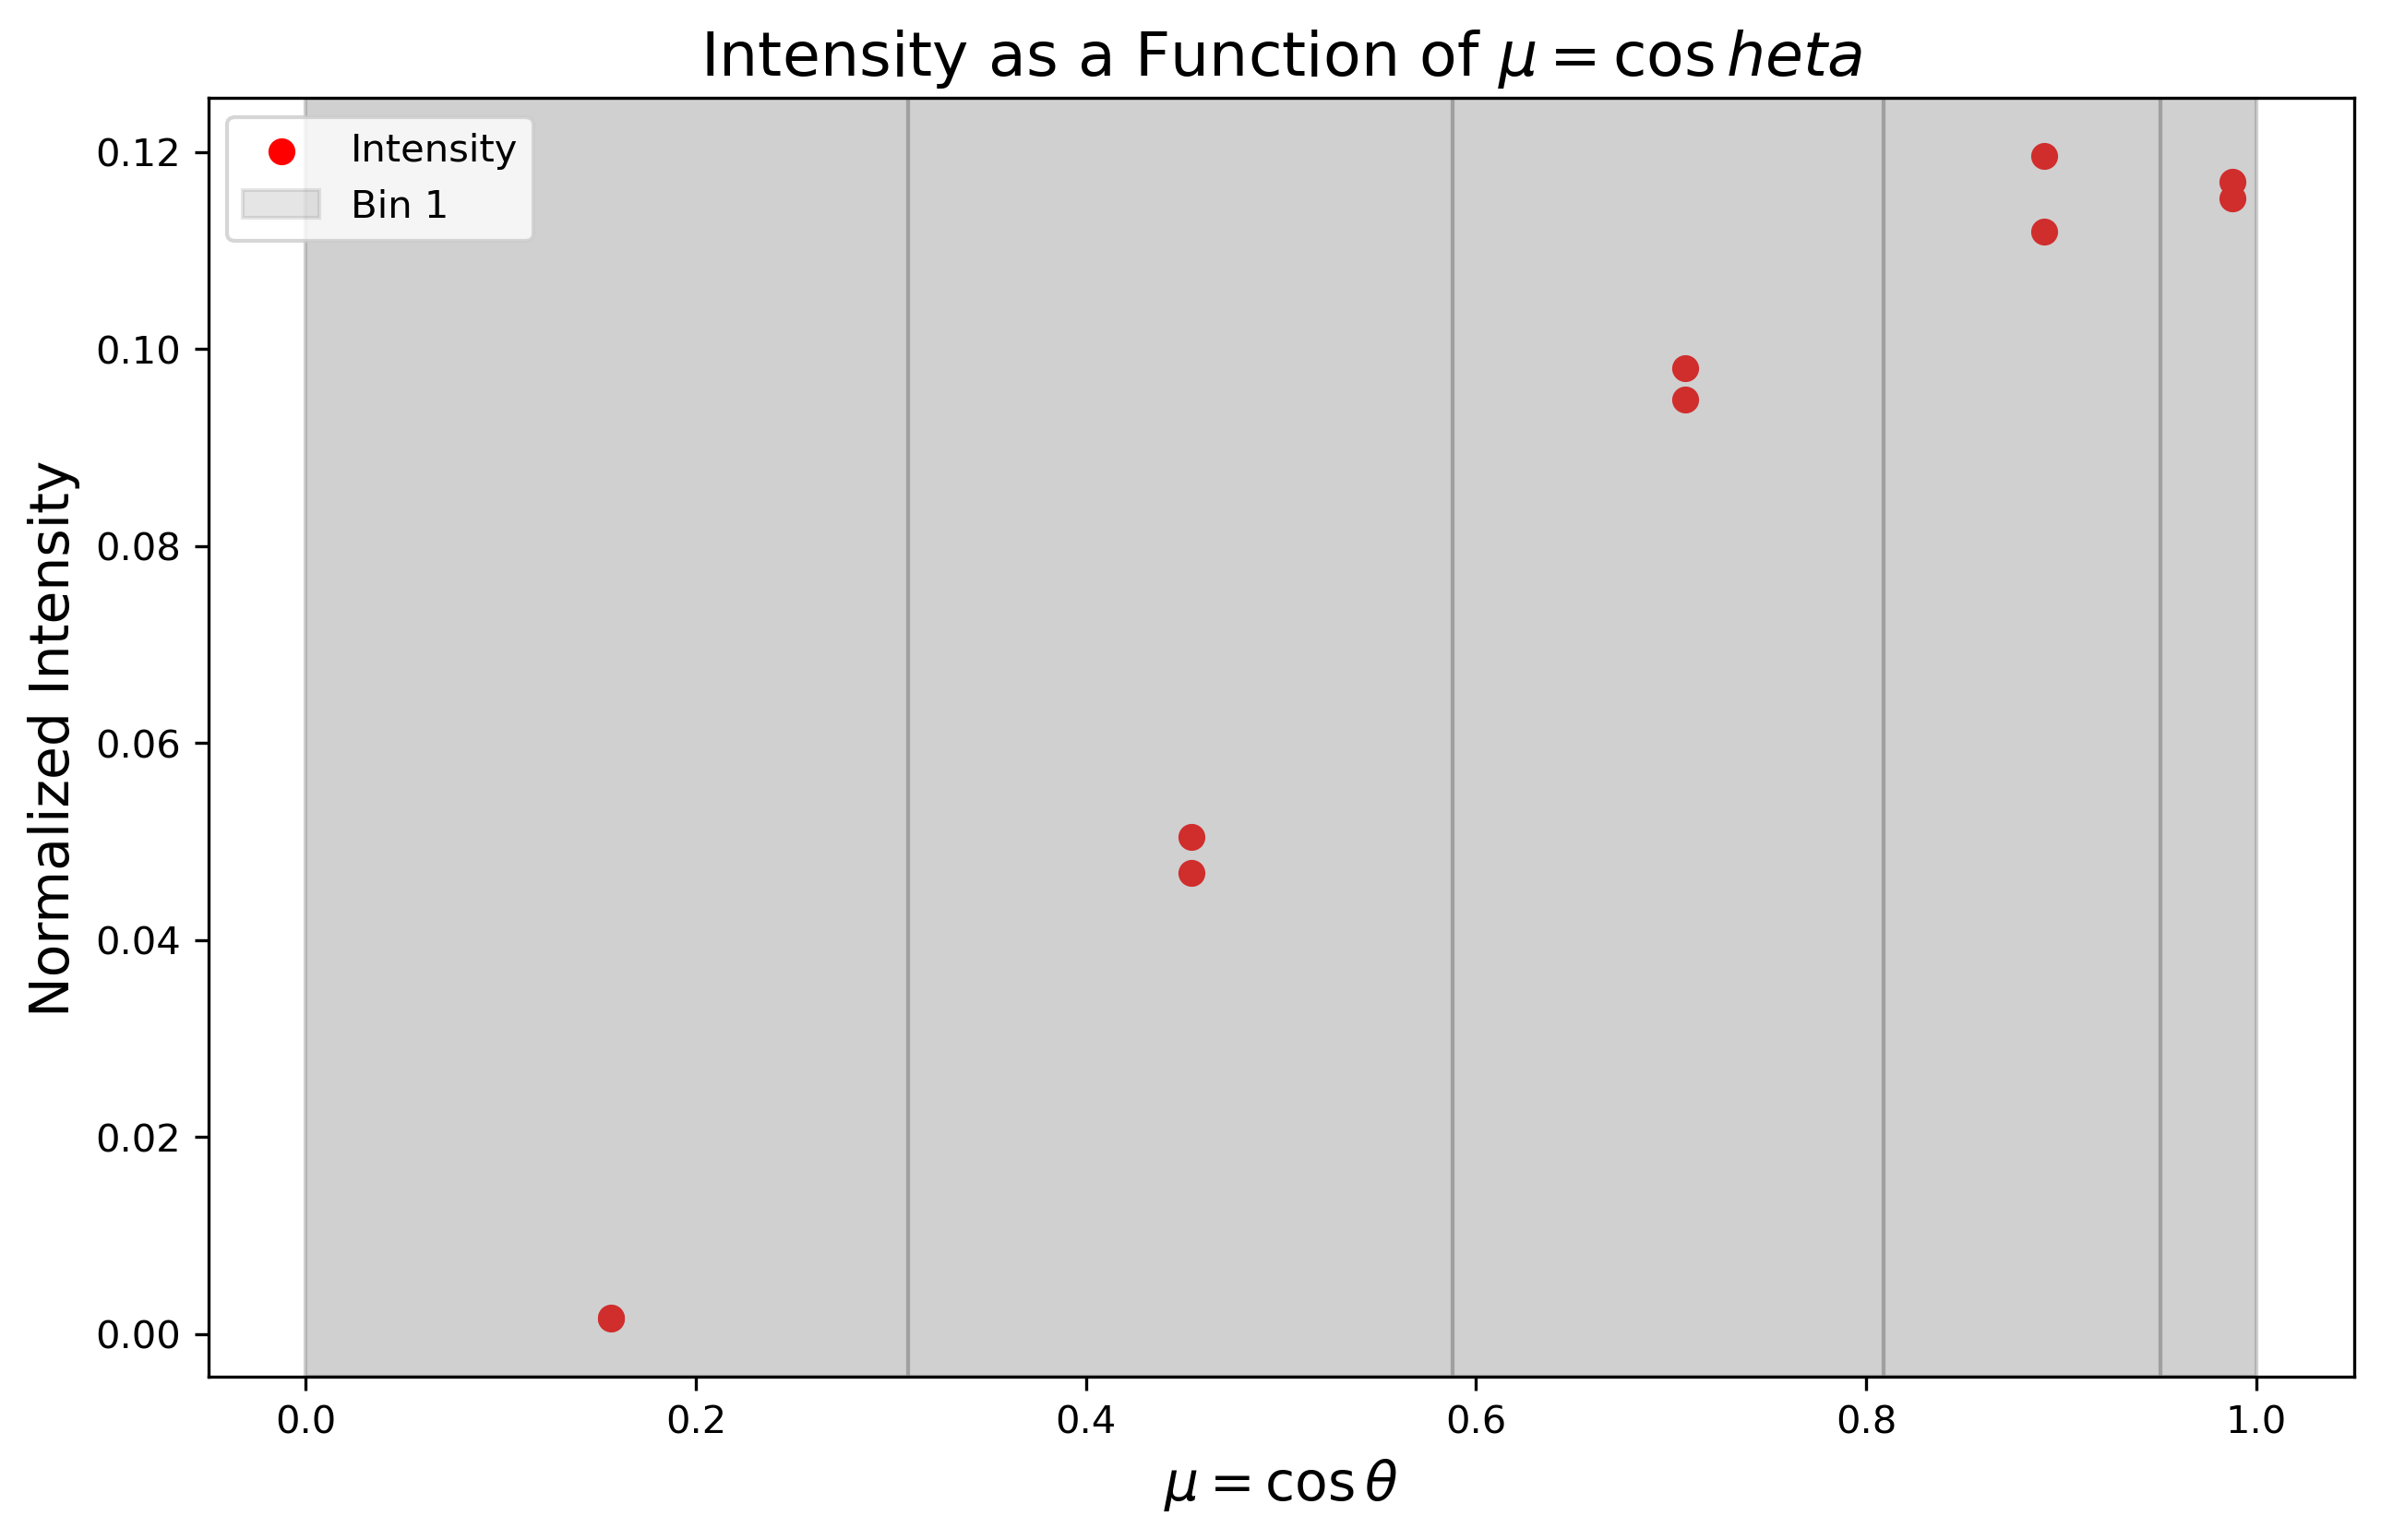 Intensity as a Function of μ = cos heta
Intensity
Bin 1
Normalized Intensity
0.12
0.10
0.08
0.06
0.04
0.02
0.00
0.0 0.2 0.4 0.6 0.8 1.0
μ = cos θ